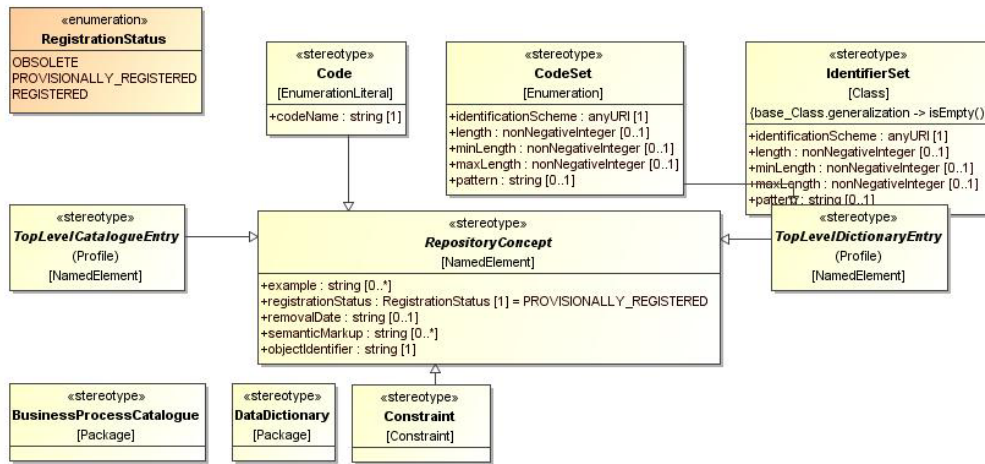 «enumeration»
RegistrationStatus
OBSOLETE
PROVISIONALLY_REGISTERED
REGISTERED
«stereotype»
Code
[EnumerationLiteral]
+codeName : string [1]
«stereotype»
CodeSet
[Enumeration]
+identificationScheme : anyURI [1]
+length : nonNegativeInteger [0..1]
+minLength : nonNegativeInteger [0..1]
+maxLength : nonNegativeInteger [0..1]
+pattern : string [0..1]
«stereotype»
IdentifierSet
[Class]
{base_Class.generalization -> isEmpty()
+identificationScheme : anyURI [1]
+length : nonNegativeInteger [0..1]
+minLength : nonNegativeInteger [0..1]
+maxLength : nonNegativeInteger [0..1]
+pattern : string [0..1]
«stereotype»
TopLevelCatalogueEntry
(Profile)
[NamedElement]
«stereotype»
RepositoryConcept
[NamedElement]
+example : string [0..*]
+registrationStatus : RegistrationStatus [1] = PROVISIONALLY_REGISTERED
+removalDate : string [0..1]
+semanticMarkup : string [0..*]
+objectIdentifier : string [1]
«stereotype»
TopLevelDictionaryEntry
(Profile)
[NamedElement]
«stereotype»
BusinessProcessCatalogue
[Package]
«stereotype»
DataDictionary
[Package]
«stereotype»
Constraint
[Constraint]